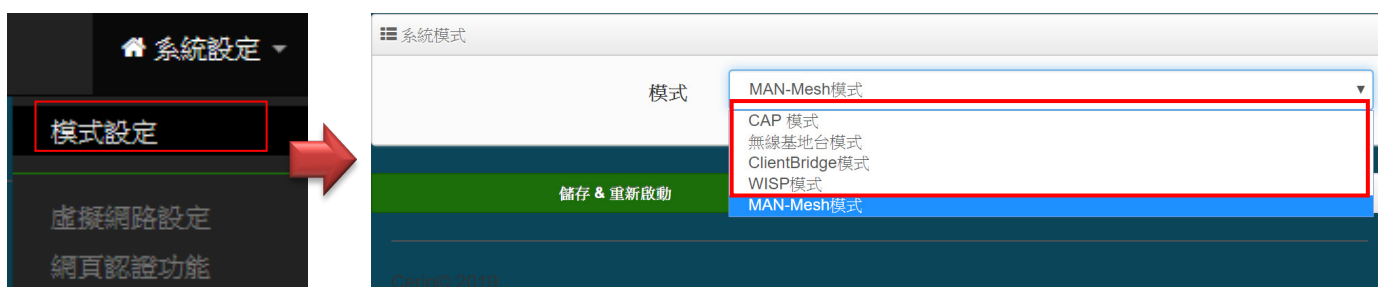 系統設定
模式設定
虛擬網路設定
網頁認證功能
系統模式
模式
MAN-Mesh模式
CAP 模式
無線基地台模式
ClientBridge模式
WISP模式
MAN-Mesh模式
儲存 & 重新啟動